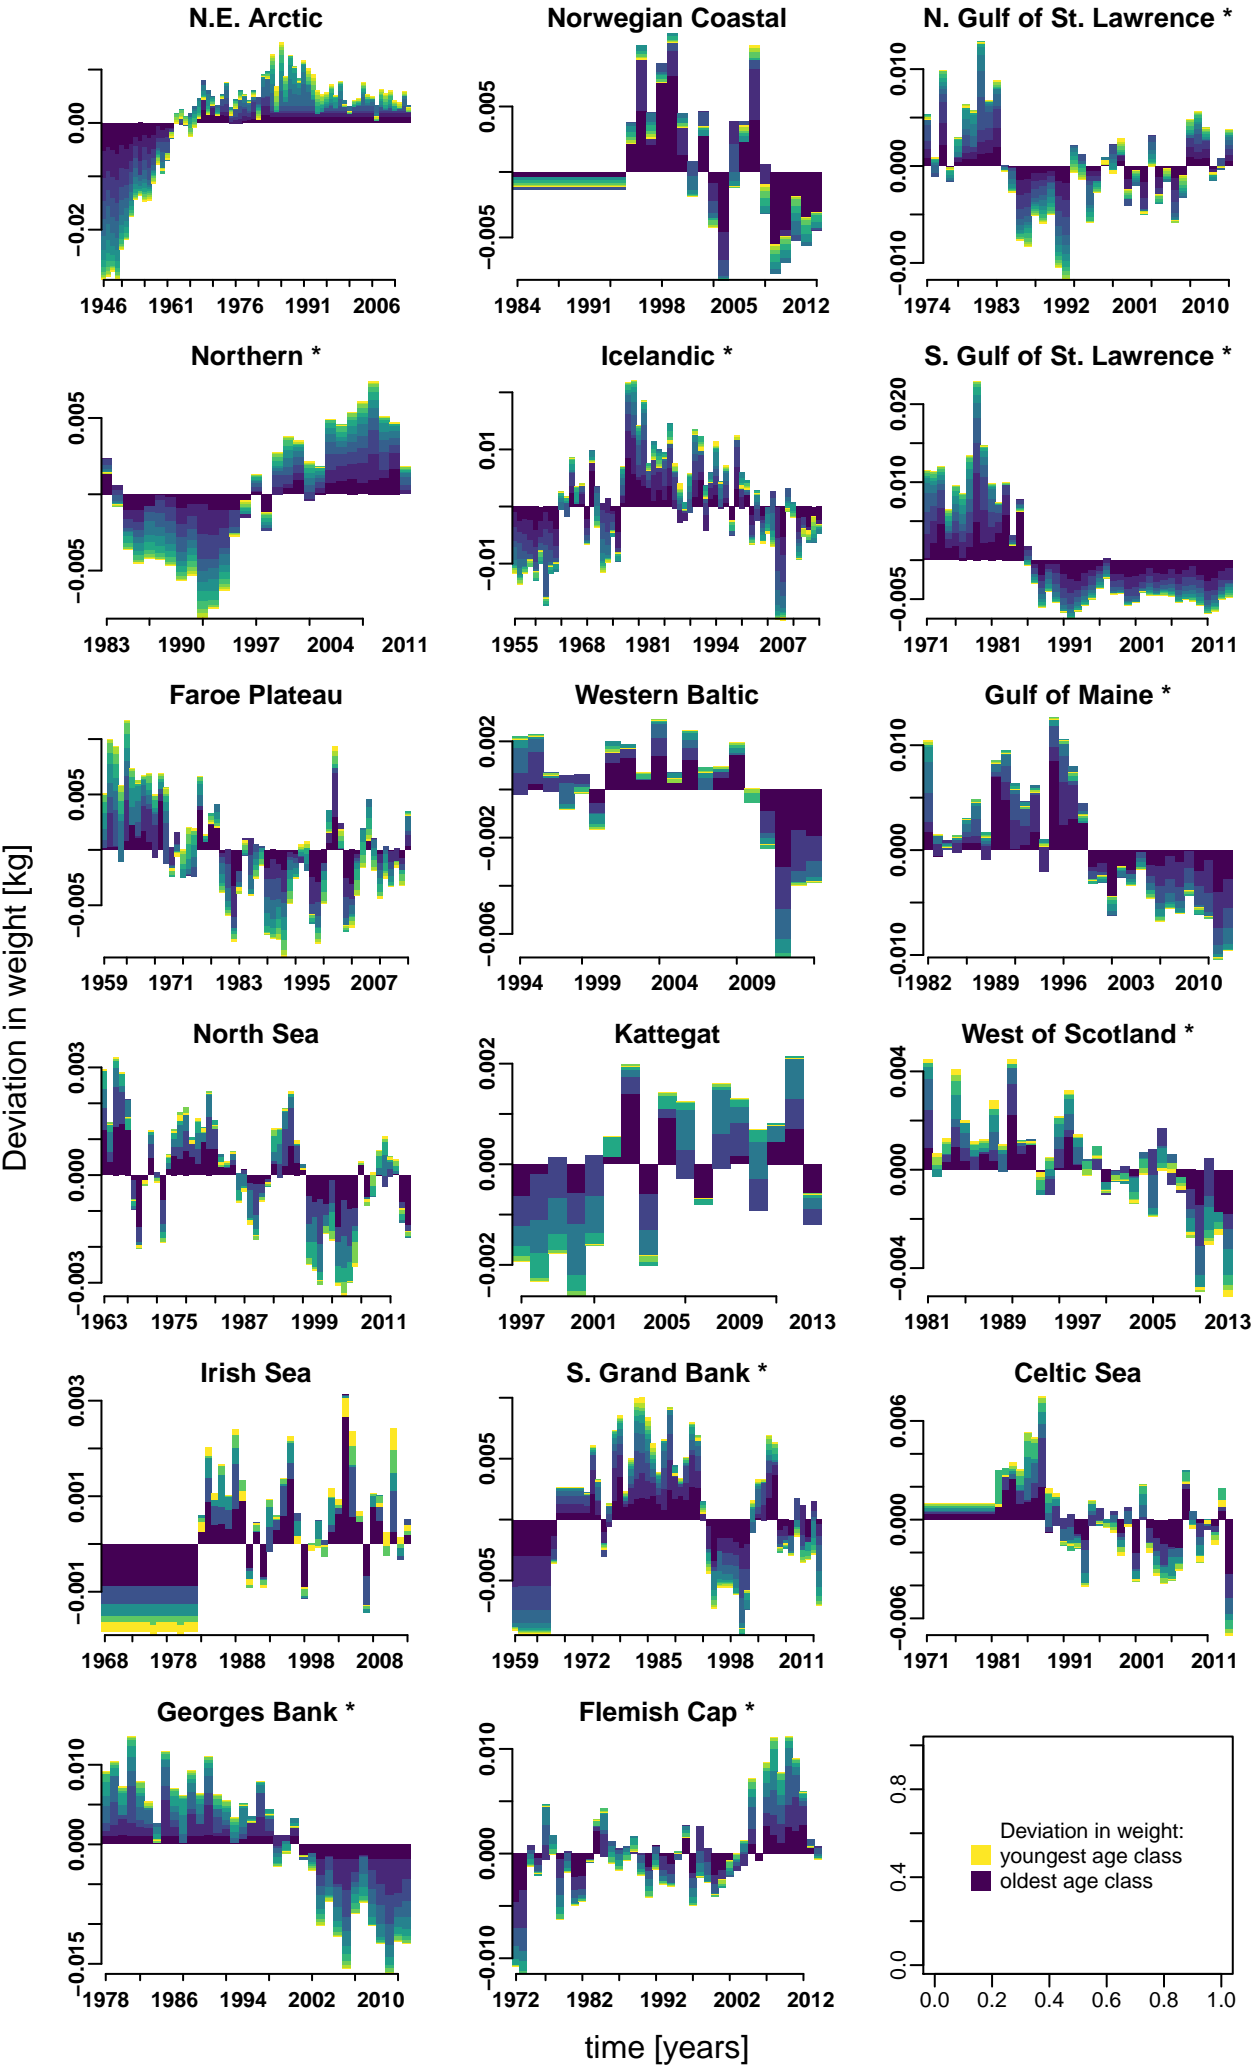 N.E. Arctic
0.00
-0.02
1946 1961 1976 1991 2006
Norwegian Coastal
0.005
-0.005
1984 1991 1998 2005 2012
N. Gulf of St. Lawrence *
0.010
0.000
-0.010
1974 1983 1992 2001 2010
Northern *
0.005
-0.005
1983 1990 1997 2004 2011
Icelandic *
0.01
-0.01
1955 1968 1981 1994 2007
S. Gulf of St. Lawrence *
0.020
0.010
-0.005
1971 1981 1991 2001 2011
Faroe Plateau
0.005
-0.005
1959 1971 1983 1995 2007
Western Baltic
0.002
-0.002
-0.006
1994 1999 2004 2009
Gulf of Maine *
0.010
0.000
-0.010
1982 1989 1996 2003 2010
Deviation in weight [kg]
North Sea
0.003
0.000
-0.003
1963 1975 1987 1999 2011
Kattegat
0.002
0.000
-0.002
1997 2001 2005 2009 2013
West of Scotland *
0.004
0.000
-0.004
1981 1989 1997 2005 2013
Irish Sea
0.003
0.001
-0.001
1968 1978 1988 1998 2008
S. Grand Bank *
0.005
-0.005
1959 1972 1985 1998 2011
Celtic Sea
0.006
0.000
-0.006
1971 1981 1991 2001 2011
Georges Bank *
0.010
0.000
-0.015
1978 1986 1994 2002 2010
Flemish Cap *
0.010
0.000
-0.010
1972 1982 1992 2002 2012
0.8
0.4
0.0
Deviation in weight:
youngest age class
oldest age class
0.0 0.2 0.4 0.6 0.8 1.0
time [years]